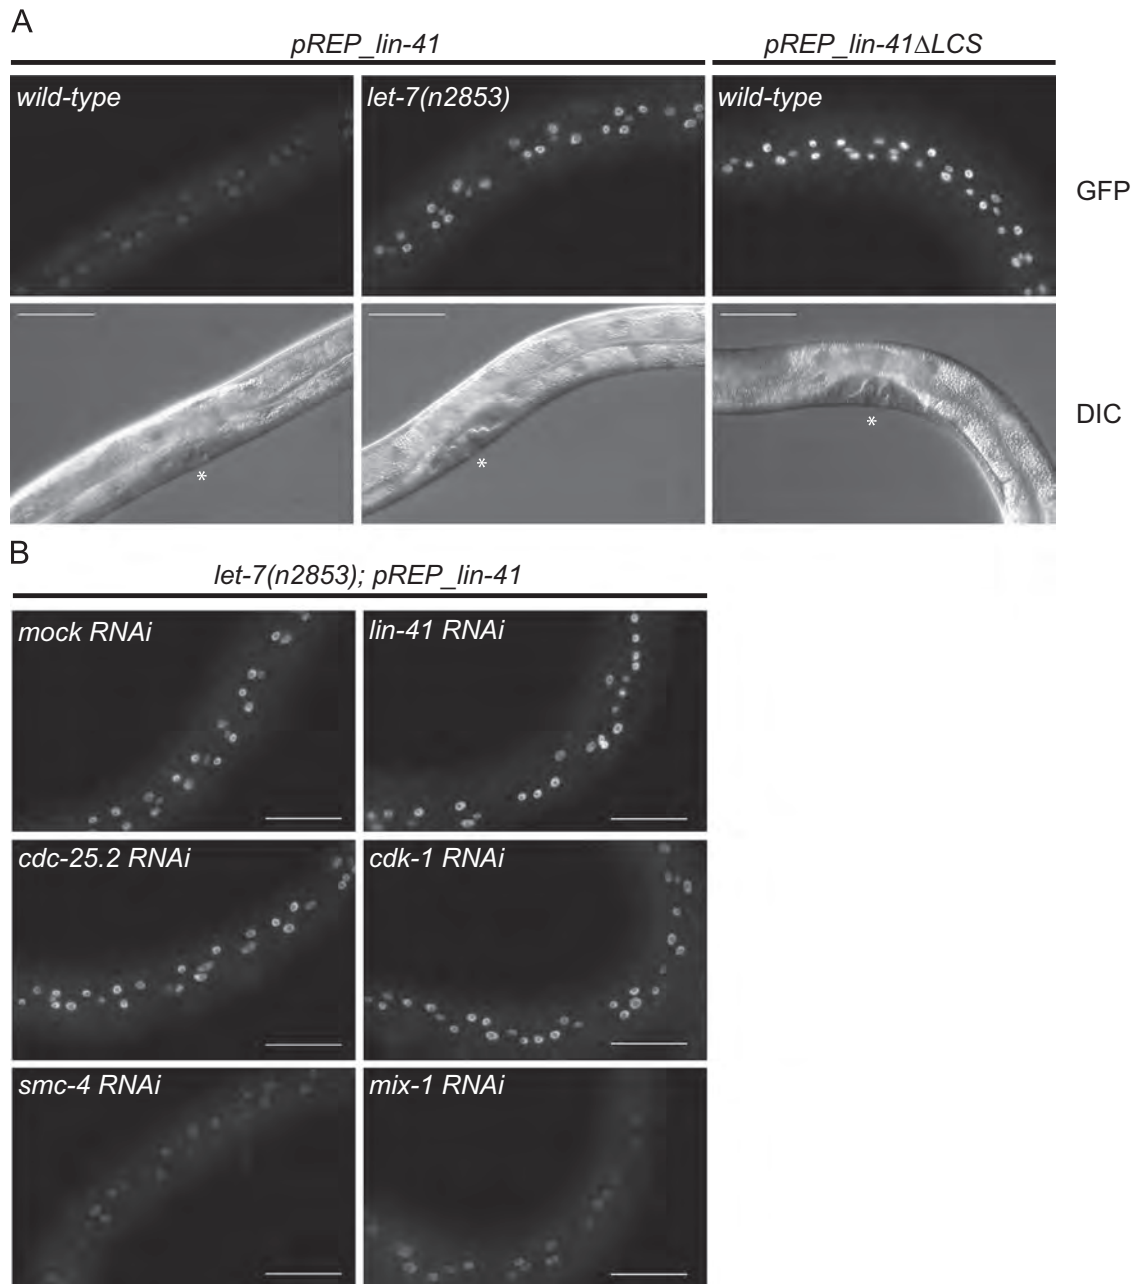 A
pREP_lin-41
pREP_lin-41ΔLCS
wild-type
let-7(n2853)
wild-type
GFP
*
*
*
DIC
B
let-7(n2853); pREP_lin-41
mock RNAi
lin-41 RNAi
cdc-25.2 RNAi
cdk-1 RNAi
smc-4 RNAi
mix-1 RNAi